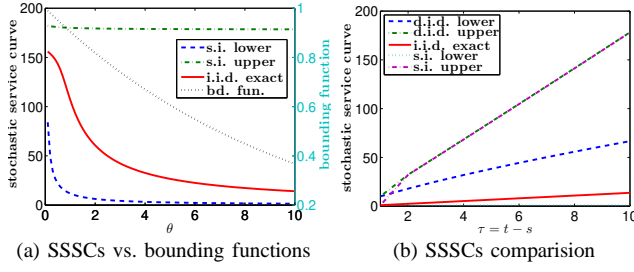 stochastic service curve
200
150
100
50
0
0
2
4
6
8
10
θ
1
0.8
0.6
0.4
0.2
bounding function
s.i. lower
s.i. upper
i.i.d. exact
bd. fun.
(a) SSSCs vs. bounding functions
stochastic service curve
200
150
100
50
0
2
4
6
8
10
τ = t − s
d.i.d. lower
d.i.d. upper
i.i.d. exact
s.i. lower
s.i. upper
(b) SSSCs comparision